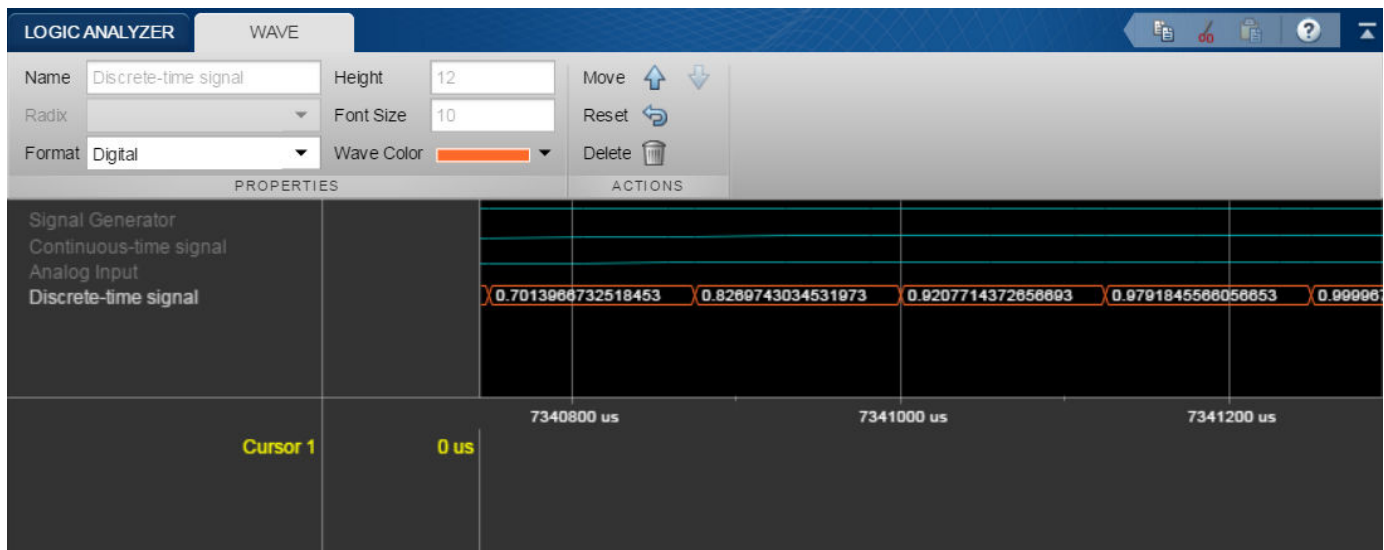 LOGIC ANALYZER WAVE ?
Name Discrete-time signal Height 12 Move
Radix Font Size 10 Reset
Format Digital Wave Color Delete
PROPERTIES ACTIONS
Signal Generator
Continuous-time signal
Analog Input
Discrete-time signal 0.7013966732518453 0.8269743034531973 0.9207714372656693 0.9791845566056653 0.999967
7340800 us 7341000 us 7341200 us
Cursor 1 0 us